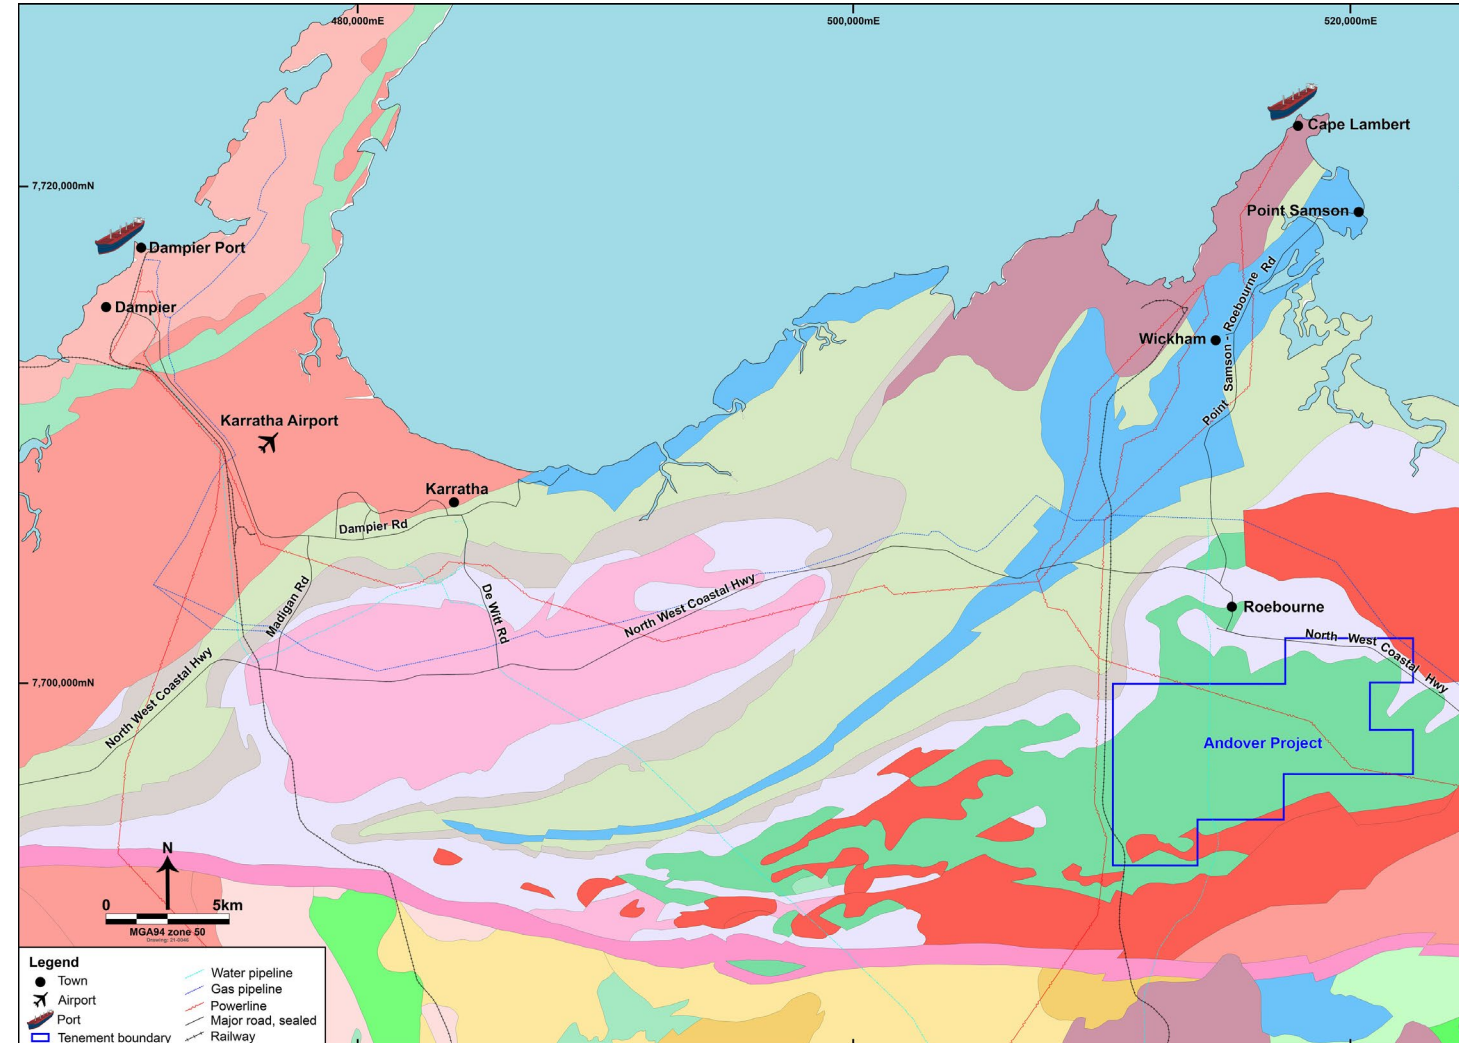 480,000mE
500,000mE
520,000mE
Cape Lambert
7,720,000mN
Point Samson
Dampier Port
Dampier
Point Samson - Roebourne Rd
Wickham
Karratha Airport
Karratha
Dampier Rd
Madigan Rd
De Witt Rd
North West Coastal Hwy
Roebourne
North West Coastal Hwy
North West Coastal Hwy
7,700,000mN
Andover Project
N
0 5km
MGA94 zone 50
Drawing: 21-0046
Legend
Town
Airport
Port
Tenement boundary
Water pipeline
Gas pipeline
Powerline
Major road, sealed
Railway